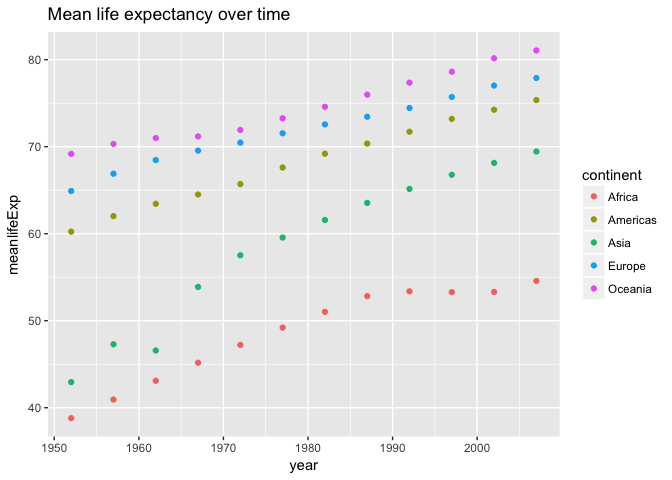 Mean life expectancy over time
80
70
60
50
40
meanlifeExp
1950 1960 1970 1980 1990 2000
year
continent
Africa
Americas
Asia
Europe
Oceania